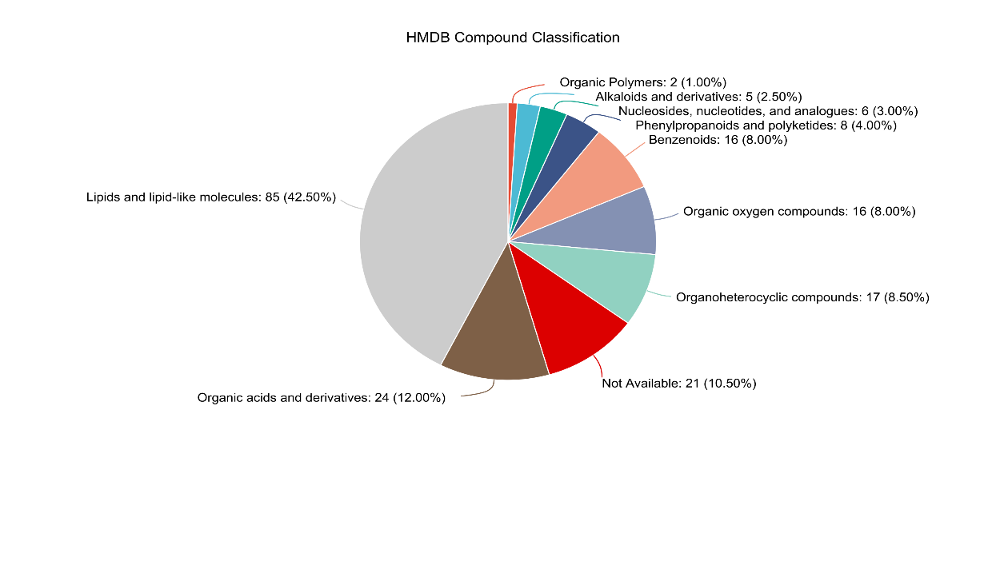 HMDB Compound Classification
Organic Polymers: 2 (1.00%)
Alkaloids and derivatives: 5 (2.50%)
Nucleosides, nucleotides, and analogues: 6 (3.00%)
Phenylpropanoids and polyketides: 8 (4.00%)
Benzenoids: 16 (8.00%)
Lipids and lipid-like molecules: 85 (42.50%)
Organic oxygen compounds: 16 (8.00%)
Organoheterocyclic compounds: 17 (8.50%)
Not Available: 21 (10.50%)
Organic acids and derivatives: 24 (12.00%)